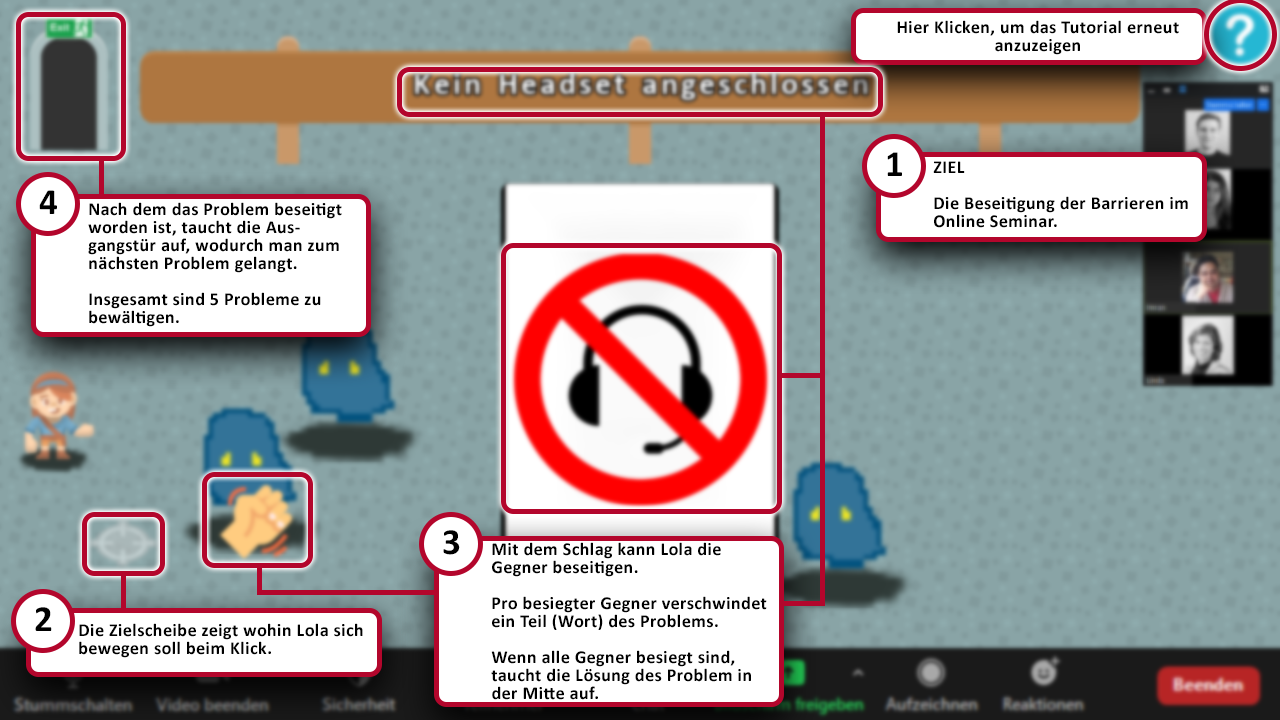 Exit
Hier Klicken, um das Tutorial erneut
anzuzeigen
?
Kein Headset angeschlossen
1
ZIEL
Die Beseitigung der Barrieren im
Online Seminar.
4
Nach dem das Problem beseitigt
worden ist, taucht die Aus-
gangstür auf, wodurch man zum
nächsten Problem gelangt.
Insgesamt sind 5 Probleme zu
bewältigen.
3
Mit dem Schlag kann Lola die
Gegner beseitigen.
Pro besiegter Gegner verschwindet
ein Teil (Wort) des Problems.
Wenn alle Gegner besiegt sind,
taucht die Lösung des Problem in
der Mitte auf.
2
Die Zielscheibe zeigt wohin Lola sich
bewegen soll beim Klick.
Stummschalten Video beenden Sicherheit freigeben Aufzeichnen Reaktionen Beenden